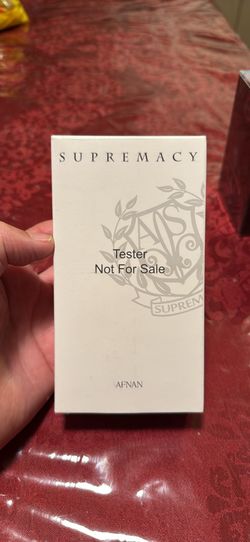 SUPREMACY
Tester
Not For Sale
AFNAN